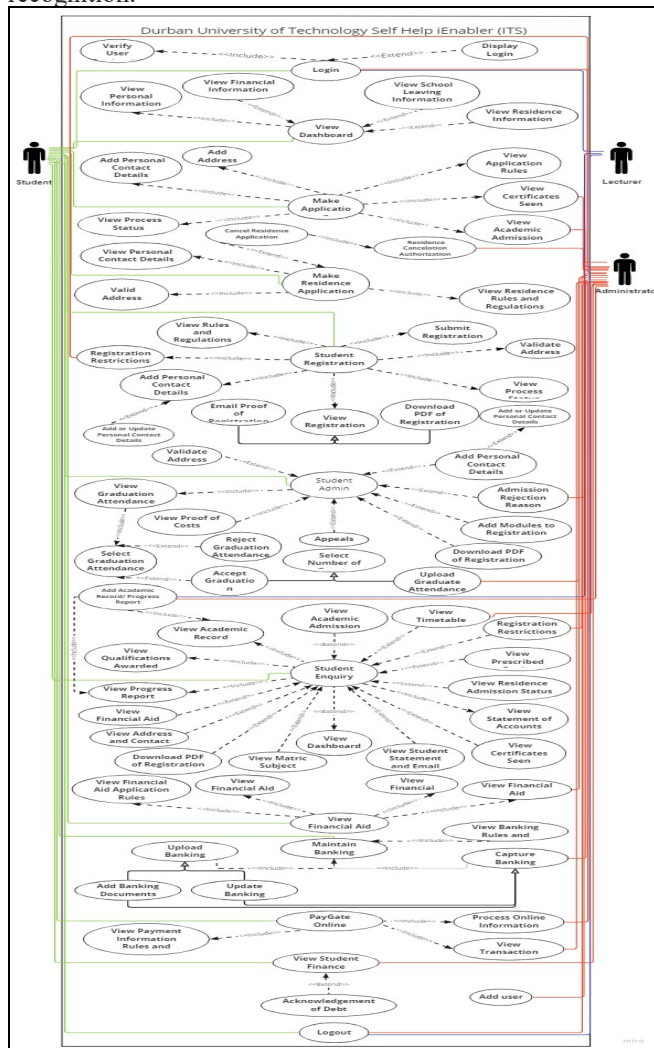 recognition.
Durban University of Technology Self Help iEnabler (ITS)
Verify
User
<<Include>>
<<Extend>>
Display
Login
Login
View
Personal
Information
View Financial
Information
View School
Leaving
Information
View Residence
Information
<<Extend>>
<<Include>>
<<Extend>>
<<Include>>
View
Dashboard
Student
Lecturer
Administrato
Add Personal
Contact
Details
Add
Address
View
Application
Rules
View
Certificates
Seen
View
Academic
Admission
Make
Applicatio
View Process
Status
Cancel Residence
Application
Residence
Cancelation
Authorization
View Personal
Contact Details
Valid
Address
Make
Residence
Application
View Residence
Rules and
Regulations
View Rules
and
Regulations
Submit
Registration
Validate
Address
Registration
Restrictions
Student
Registration
Add Personal
Contact
Details
View
Process
Email Proof
of
View
Registration
Download
PDF of
Registration
Add or Update
Personal Contact
Details
Add or Update
Personal Contact
Details
Validate
Address
Add Personal
Contact
Details
View
Graduation
Attendance
Student
Admin
Admission
Rejection
Reason
View Proof of
Costs
Add Modules to
Registration
Select
Graduation
Attendance
Reject
Graduation
Attendance
Appeals
Select
Number of
Download PDF
of Registration
Accept
Graduatio
n
Upload
Graduate
Attendance
Add Academic
Record/ Progress
Report
View Academic
Record
View
Academic
Admission
View
Timetable
Registration
Restrictions
View
Qualifications
Awarded
View
Prescribed
Student
Enquiry
View Progress
Report
View Residence
Admission Status
View
Financial Aid
View
Statement of
Accounts
View Address
and Contact
View
Dashboard
View
Certificates
Seen
Download PDF
of Registration
View Matric
Subject
View Student
Statement
and Email
View Financial
Aid Application
Rules
View
Financial Aid
View
Financial
View
Financial Aid
View
Financial Aid
Maintain
Banking
View Banking
Rules and
Upload
Banking
Capture
Banking
Add Banking
Documents
Update
Banking
PayGate
Online
Process Online
Information
View Payment
Information
Rules and
View
Transaction
View Student
Finance
<<Extend>>
Acknowledgement
of Debt
Add user
Logout